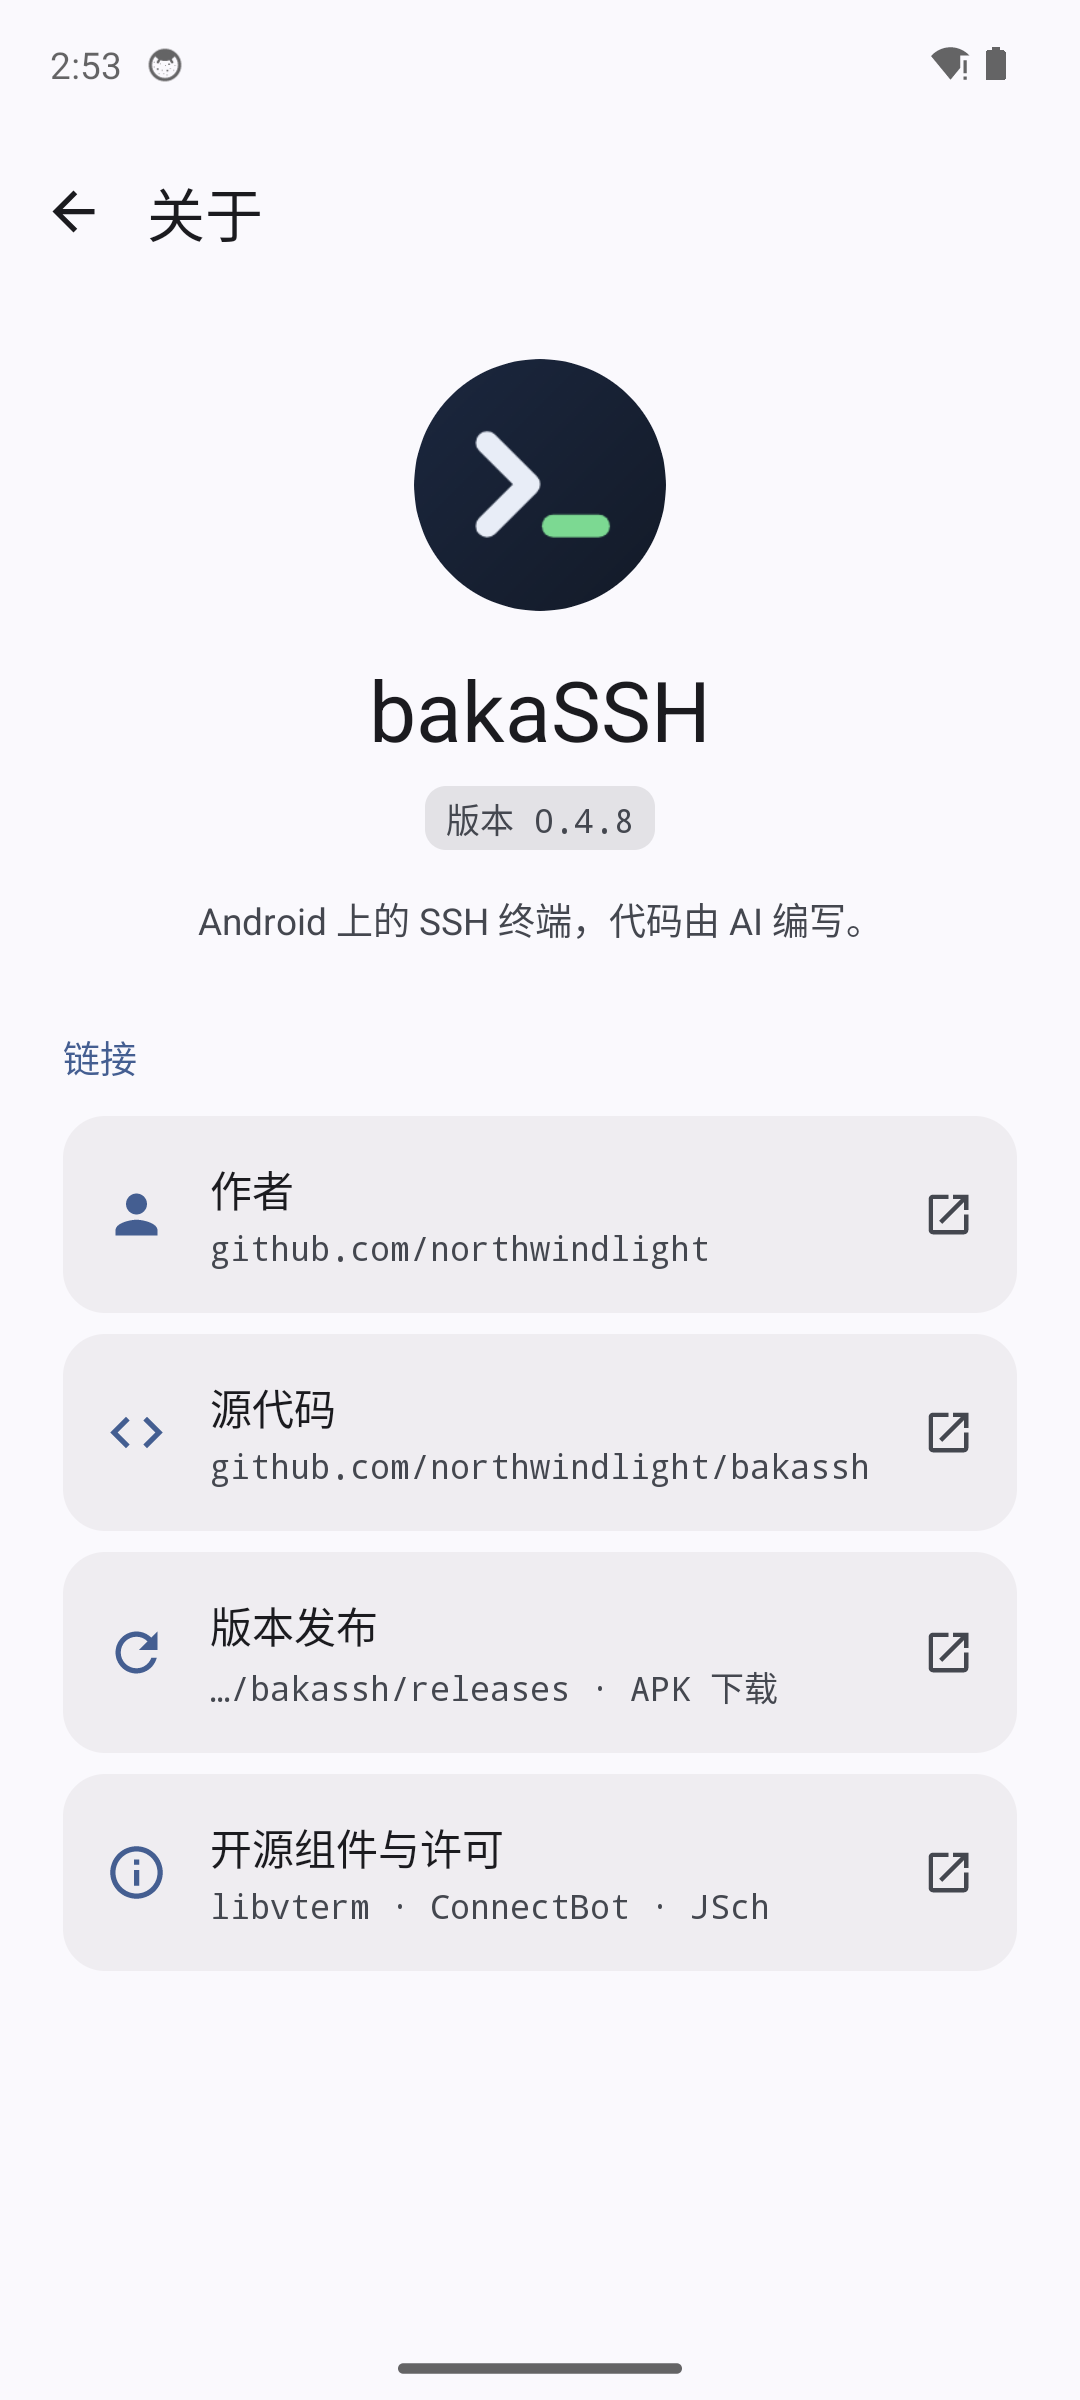 2:53
关于
bakaSSH
版本 0.4.8
Android 上的 SSH 终端，代码由 AI 编写。
链接
作者
github.com/northwindlight
源代码
github.com/northwindlight/bakassh
版本发布
…/bakassh/releases · APK 下载
开源组件与许可
libvterm · ConnectBot · JSch